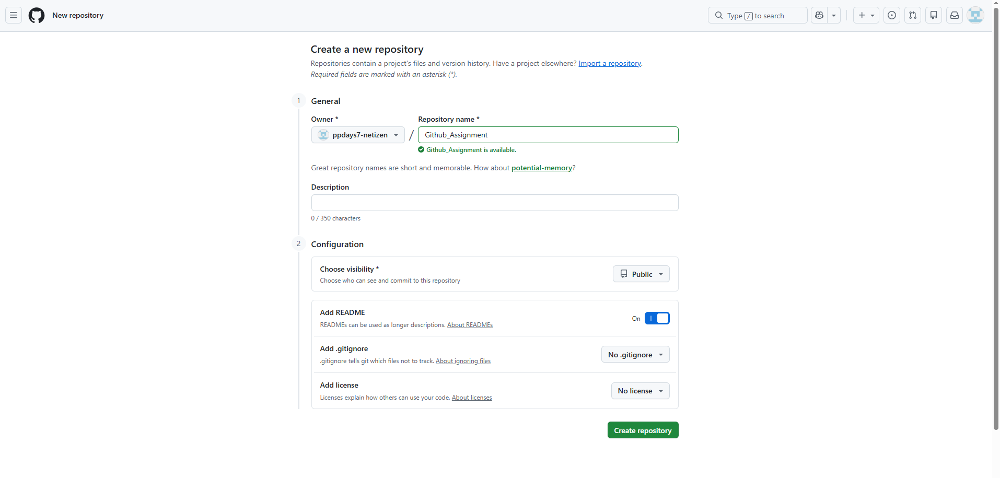 New repository
Type / to search
Create a new repository
Repositories contain a project's files and version history. Have a project elsewhere? Import a repository.
Required fields are marked with an asterisk (*).
1
General
Owner *
Repository name *
ppdays7-netizen
/
Github_Assignment
Github_Assignment is available.
Great repository names are short and memorable. How about potential-memory?
Description
0 / 350 characters
2
Configuration
Choose visibility *
Choose who can see and commit to this repository
Public
Add README
READMEs can be used as longer descriptions. About READMEs
On
Add .gitignore
.gitignore tells git which files not to track. About ignoring files
No .gitignore
Add license
Licenses explain how others can use your code. About licenses
No license
Create repository